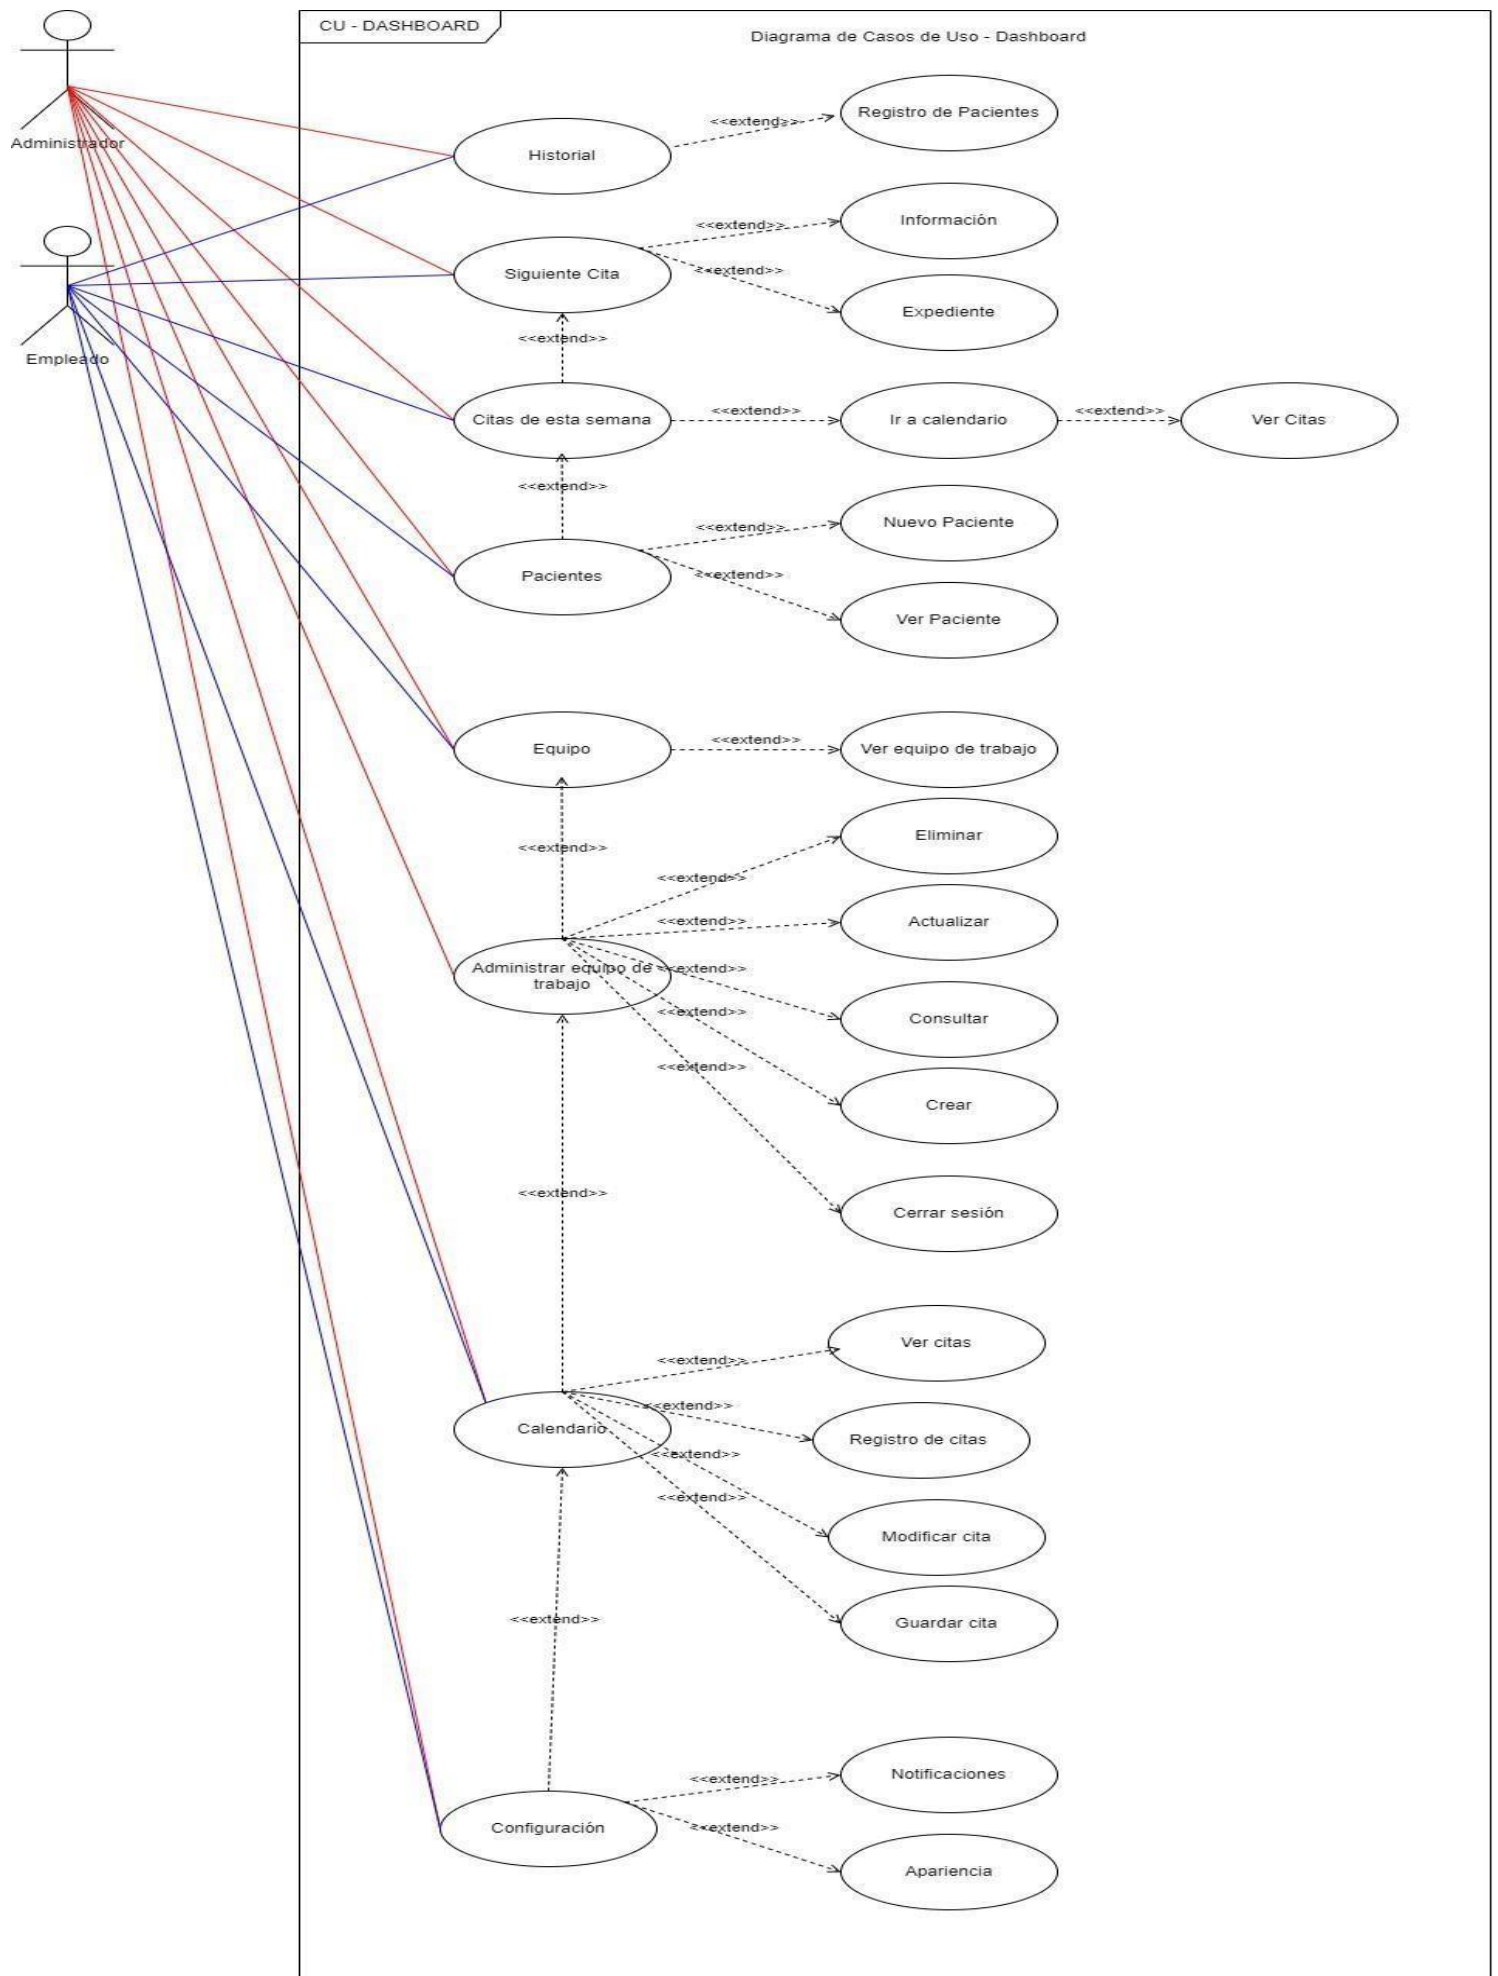 CU - DASHBOARD
Diagrama de Casos de Uso - Dashboard
Administrador
Empleado
Historial
<<extend>>
Registro de Pacientes
Siguiente Cita
<<extend>>
Información
<<extend>>
Expediente
<<extend>>
Citas de esta semana
<<extend>>
Ir a calendario
<<extend>>
Ver Citas
<<extend>>
Pacientes
<<extend>>
Nuevo Paciente
<<extend>>
Ver Paciente
Equipo
<<extend>>
Ver equipo de trabajo
<<extend>>
Administrar equipo de
trabajo
<<extend>>
Eliminar
<<extend>>
Actualizar
<<extend>>
Consultar
<<extend>>
Crear
<<extend>>
Cerrar sesión
<<extend>>
Calendario
<<extend>>
Ver citas
<<extend>>
Registro de citas
<<extend>>
Modificar cita
<<extend>>
Guardar cita
<<extend>>
Configuración
<<extend>>
Notificaciones
<<extend>>
Apariencia